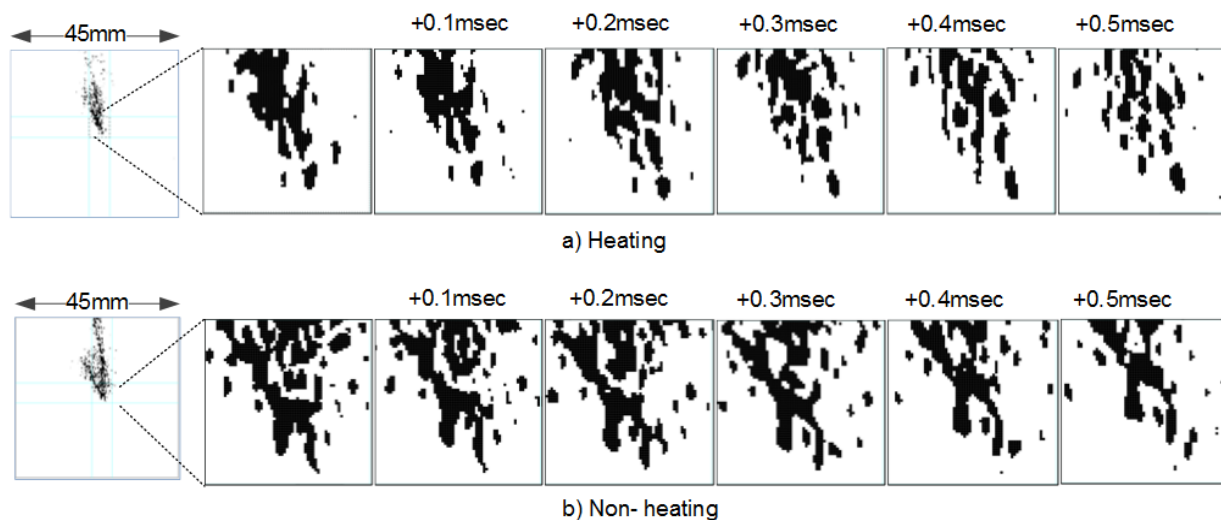 45mm
+0.1msec +0.2msec +0.3msec +0.4msec +0.5msec
a) Heating
45mm
+0.1msec +0.2msec +0.3msec +0.4msec +0.5msec
b) Non- heating